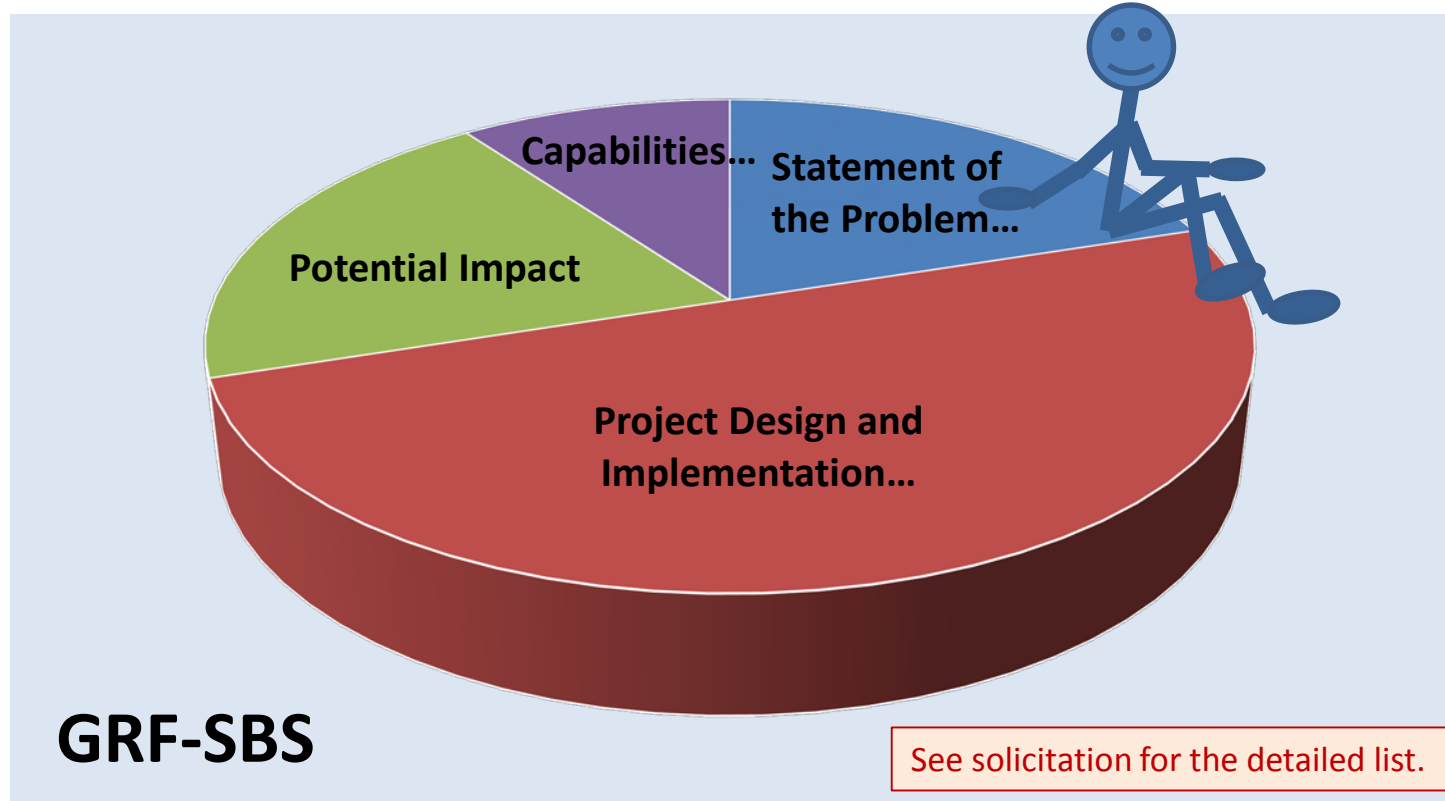 Capabilities…
Statement of
the Problem…
Potential Impact
Project Design and
Implementation…
GRF-SBS
See solicitation for the detailed list.